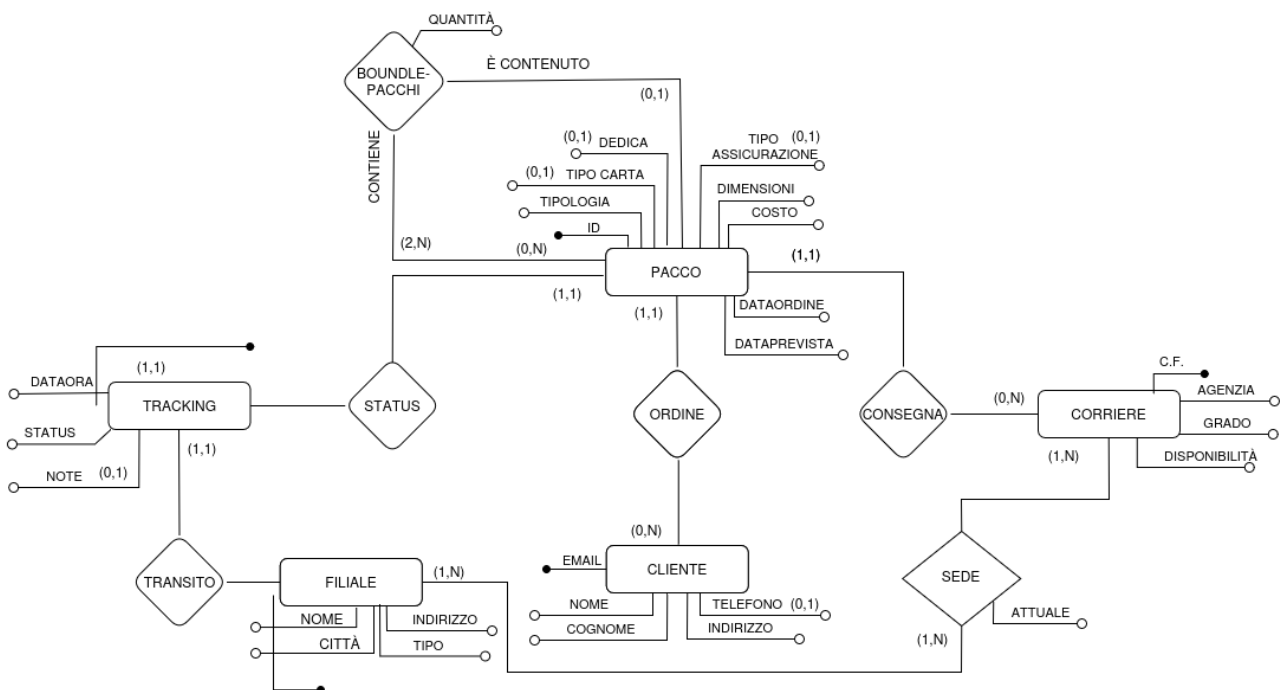 QUANTITÀ
BOUNDLE-
PACCHI
È CONTENUTO
(0,1)
CONTIENE
(0,1)
DEDICA
TIPO
(0,1)
ASSICURAZIONE
(0,1)
TIPO CARTA
DIMENSIONI
TIPOLOGIA
COSTO
ID
(2,N)
(0,N)
(1,1)
PACCO
(1,1)
(1,1)
DATAORDINE
DATAPREVISTA
(1,1)
DATAORA
TRACKING
STATUS
STATUS
(1,1)
NOTE
(0,1)
ORDINE
CONSEGNA
(0,N)
C.F.
AGENZIA
CORRIERE
GRADO
(1,N)
DISPONIBILITÀ
(0,N)
EMAIL
CLIENTE
NOME
TELEFONO
(0,1)
COGNOME
INDIRIZZO
TRANSITO
FILIALE
(1,N)
NOME
INDIRIZZO
CITTÀ
TIPO
SEDE
ATTUALE
(1,N)